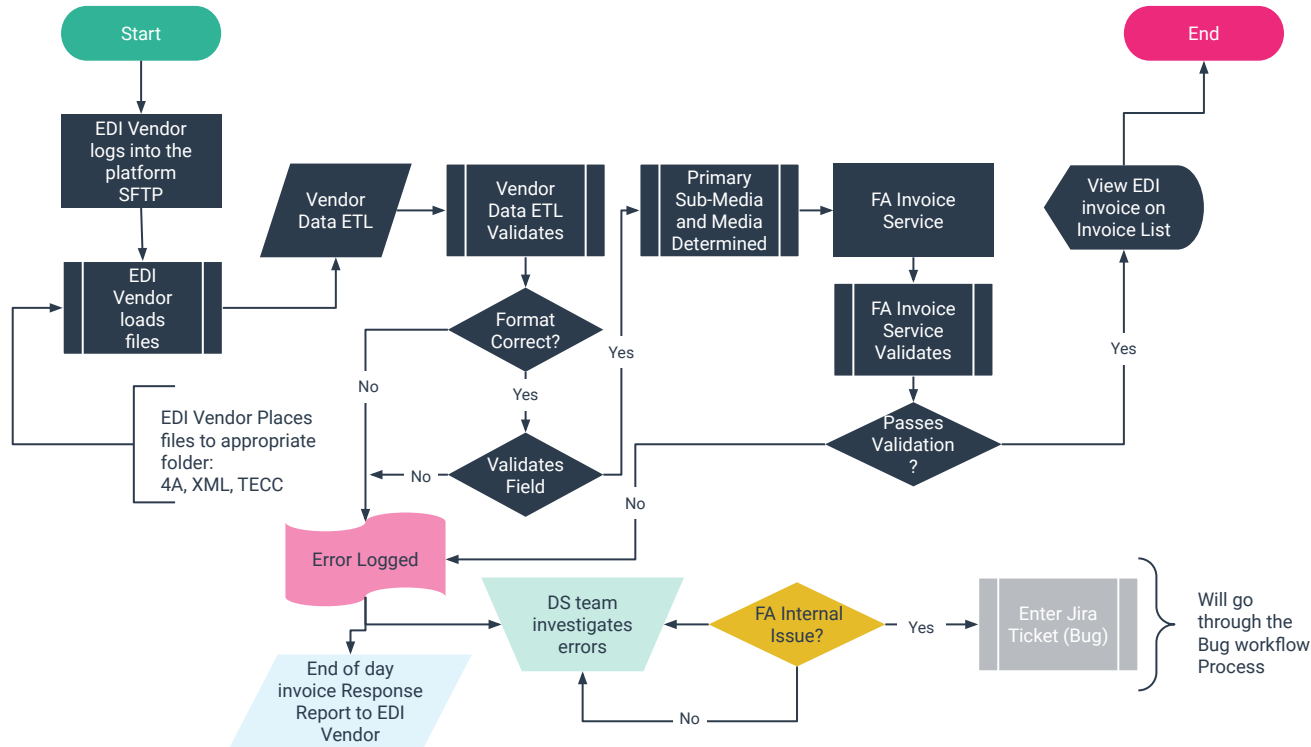 Start
End
EDI Vendor
logs into the
platform
SFTP
Vendor
Data ETL
Vendor
Data ETL
Validates
Primary
Sub-Media
and Media
Determined
FA Invoice
Service
View EDI
invoice on
Invoice List
EDI
Vendor
loads
files
Format
Correct?
FA Invoice
Service
Validates
Yes
Yes
No
Yes
EDI Vendor Places
files to appropriate
folder:
4A, XML, TECC
Validates
Field
No
Passes
Validation
?
No
Error Logged
DS team
investigates
errors
FA Internal
Issue?
Yes
Enter Jira
Ticket (Bug)
Will go
through the
Bug workflow
Process
End of day
invoice Response
Report to EDI
Vendor
No